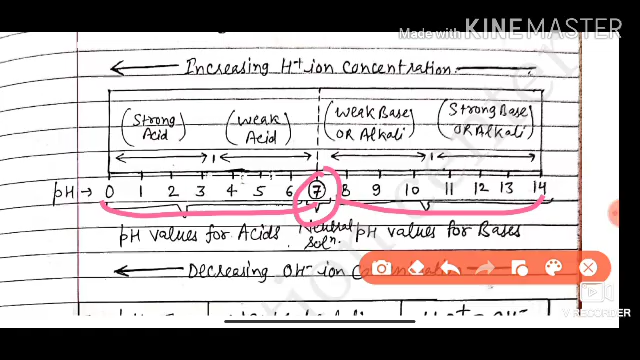 Made with KINEMASTER
Increasing H+ ion concentration
(Strong Acid) (Weak Acid) (Weak Base OR Alkali) (Strong Base OR Alkali)
pH → 0 1 2 3 4 5 6 7 8 9 10 11 12 13 14
pH values for Acids Neutral Soln. pH values for Bases
Decreasing OH- ion